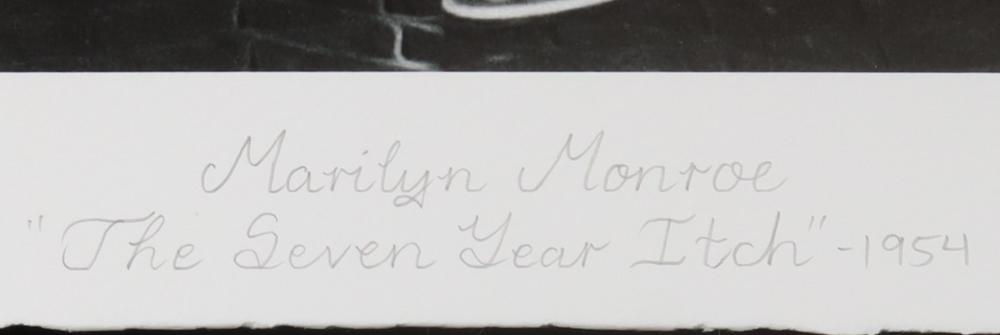 Marilyn Monroe
"The Seven Year Itch" -1954